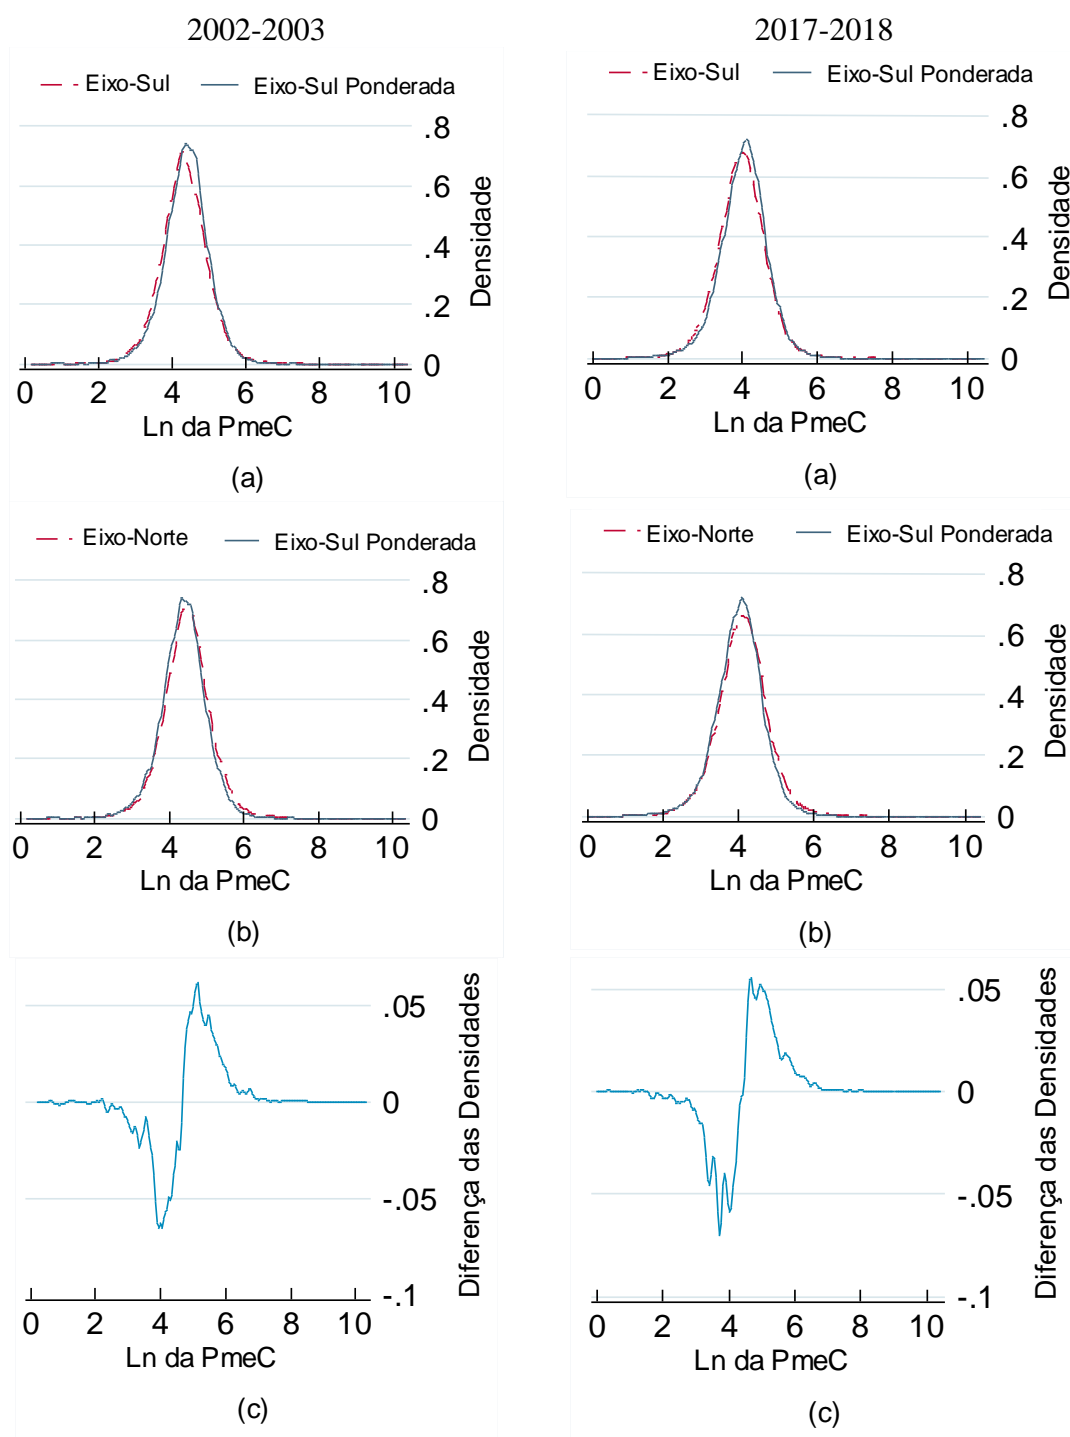 2002-2003
2017-2018
Eixo-Sul
Eixo-Sul Ponderada
.8
.6
.4
.2
0
Densidade
0 2 4 6 8 10
Ln da PmeC
(a)
Eixo-Sul
Eixo-Sul Ponderada
.8
.6
.4
.2
0
Densidade
0 2 4 6 8 10
Ln da PmeC
(a)
Eixo-Norte
Eixo-Sul Ponderada
.8
.6
.4
.2
0
Densidade
0 2 4 6 8 10
Ln da PmeC
(b)
Eixo-Norte
Eixo-Sul Ponderada
.8
.6
.4
.2
0
Densidade
0 2 4 6 8 10
Ln da PmeC
(b)
.05
0
-.05
-.1
Diferença das Densidades
0 2 4 6 8 10
Ln da PmeC
(c)
.05
0
-.05
-.1
Diferença das Densidades
0 2 4 6 8 10
Ln da PmeC
(c)